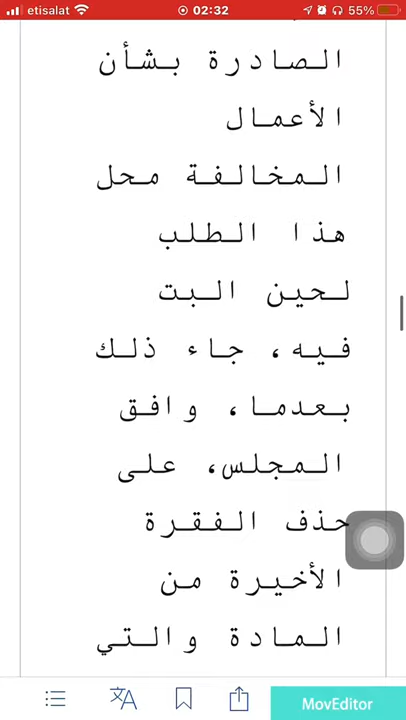 etisalat 02:32 55%
الصادرة بشأن
الأعمال
المخالفة محل
هذا الطلب
لحين البت
فيه، جاء ذلك
بعدما، وافق
المجلس، على
حذف الفقرة
الأخيرة من
المادة والتي
MovEditor